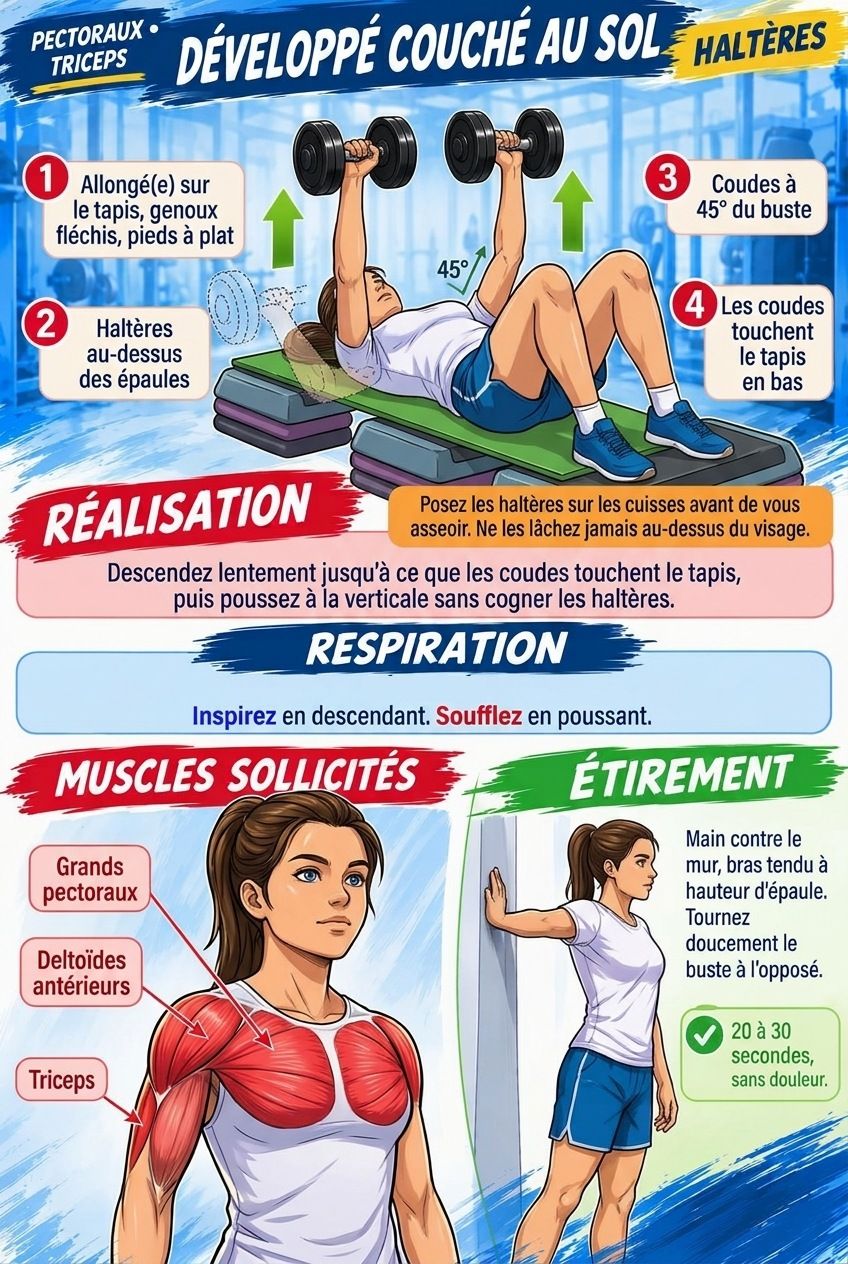 PECTORAUX •
TRICEPS
DÉVELOPPÉ COUCHÉ AU SOL
HALTÈRES
1
Allongé(e) sur
le tapis, genoux
fléchis, pieds à plat
2
Haltères
au-dessus
des épaules
45°
3
Coudes à
45° du buste
4
Les coudes
touchent
le tapis
en bas
RÉALISATION
Posez les haltères sur les cuisses avant de vous
asseoir. Ne les lâchez jamais au-dessus du visage.
Descendez lentement jusqu'à ce que les coudes touchent le tapis,
puis poussez à la verticale sans cogner les haltères.
RESPIRATION
Inspirez en descendant. Soufflez en poussant.
MUSCLES SOLLICITÉS
Grands
pectoraux
Deltoïdes
antérieurs
Triceps
ÉTIREMENT
Main contre le
mur, bras tendu à
hauteur d'épaule.
Tournez
doucement le
buste à l'opposé.
20 à 30
secondes,
sans douleur.